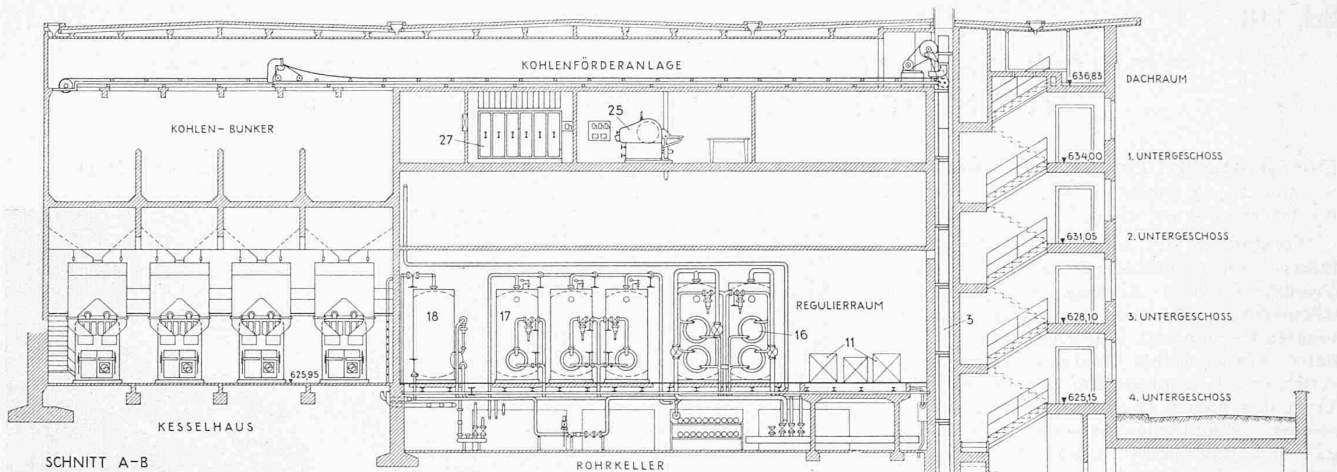 KOHLENFÖRDERANLAGE
636,83 DACHRAUM
25
KOHLEN-BUNKER
27
634,00 1. UNTERGESCHOSS
631,05 2. UNTERGESCHOSS
REGULIERRAUM
18
17
16
3
628,10 3. UNTERGESCHOSS
11
625,95
625,15 4. UNTERGESCHOSS
KESSELHAUS
SCHNITT A-B
ROHRKELLER